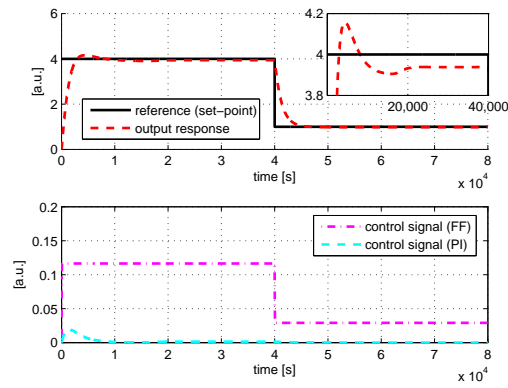 6
4
2
0
[a.u.]
4.2
4
3.8
20,000
40,000
reference (set-point)
output response
0 1 2 3 4 5 6 7 8
time [s]
x 10^4
0.2
0.15
0.1
0.05
0
[a.u.]
control signal (FF)
control signal (PI)
0 1 2 3 4 5 6 7 8
time [s]
x 10^4